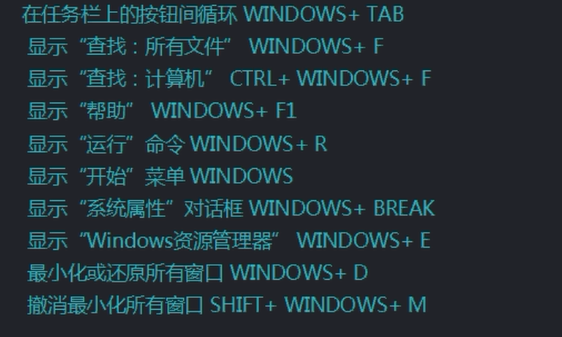 在任务栏上的按钮间循环 WINDOWS+ TAB
显示“查找：所有文件” WINDOWS+ F
显示“查找：计算机” CTRL+ WINDOWS+ F
显示“帮助” WINDOWS+ F1
显示“运行”命令 WINDOWS+ R
显示“开始”菜单 WINDOWS
显示“系统属性”对话框 WINDOWS+ BREAK
显示“Windows资源管理器” WINDOWS+ E
最小化或还原所有窗口 WINDOWS+ D
撤消最小化所有窗口 SHIFT+ WINDOWS+ M